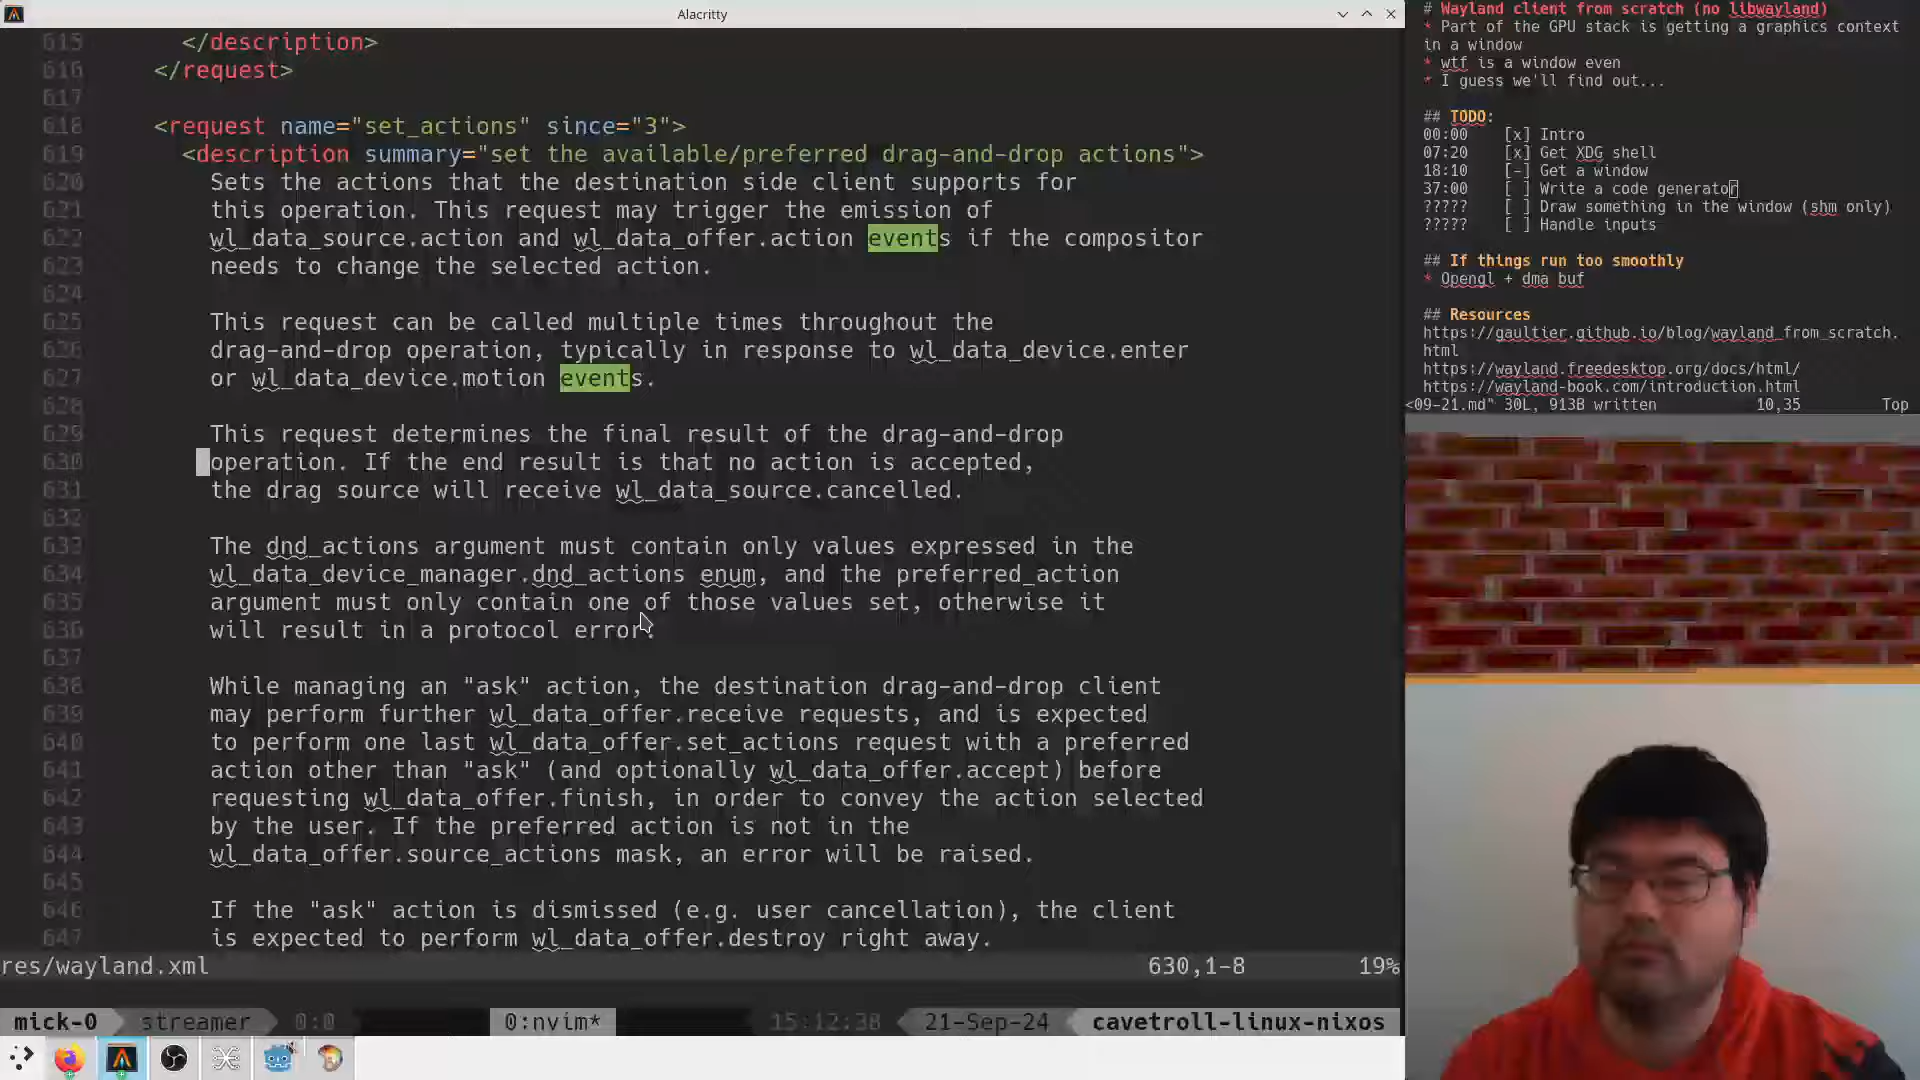 Alacritty
615 </description>
616 </request>
617
618 <request name="set_actions" since="3">
619 <description summary="set the available/preferred drag-and-drop actions">
620 Sets the actions that the destination side client supports for
621 this operation. This request may trigger the emission of
622 wl_data_source.action and wl_data_offer.action events if the compositor
623 needs to change the selected action.
624
625 This request can be called multiple times throughout the
626 drag-and-drop operation, typically in response to wl_data_device.enter
627 or wl_data_device.motion events.
628
629 This request determines the final result of the drag-and-drop
630 operation. If the end result is that no action is accepted,
631 the drag source will receive wl_data_source.cancelled.
632
633 The dnd_actions argument must contain only values expressed in the
634 wl_data_device_manager.dnd_actions enum, and the preferred_action
635 argument must only contain one of those values set, otherwise it
636 will result in a protocol error.
637
638 While managing an "ask" action, the destination drag-and-drop client
639 may perform further wl_data_offer.receive requests, and is expected
640 to perform one last wl_data_offer.set_actions request with a preferred
641 action other than "ask" (and optionally wl_data_offer.accept) before
642 requesting wl_data_offer.finish, in order to convey the action selected
643 by the user. If the preferred action is not in the
644 wl_data_offer.source_actions mask, an error will be raised.
645
646 If the "ask" action is dismissed (e.g. user cancellation), the client
647 is expected to perform wl_data_offer.destroy right away.
res/wayland.xml 630,1-8 19%
mick-0 streamer 0:0 0:nvim* 15:12:38 21-Sep-24 cavetroll-linux-nixos
# Wayland client from scratch (no libwayland)
* Part of the GPU stack is getting a graphics context
in a window
* wtf is a window even
* I guess we'll find out...
## TODO:
00:00 [x] Intro
07:20 [x] Get XDG shell
18:10 [-] Get a window
37:00 [ ] Write a code generator
????? [ ] Draw something in the window (shm only)
????? [ ] Handle inputs
## If things run too smoothly
* Opengl + dma buf
## Resources
https://gaultier.github.io/blog/wayland_from_scratch.
html
https://wayland.freedesktop.org/docs/html/
https://wayland-book.com/introduction.html
<09-21.md" 30L, 913B written 10,35 Top